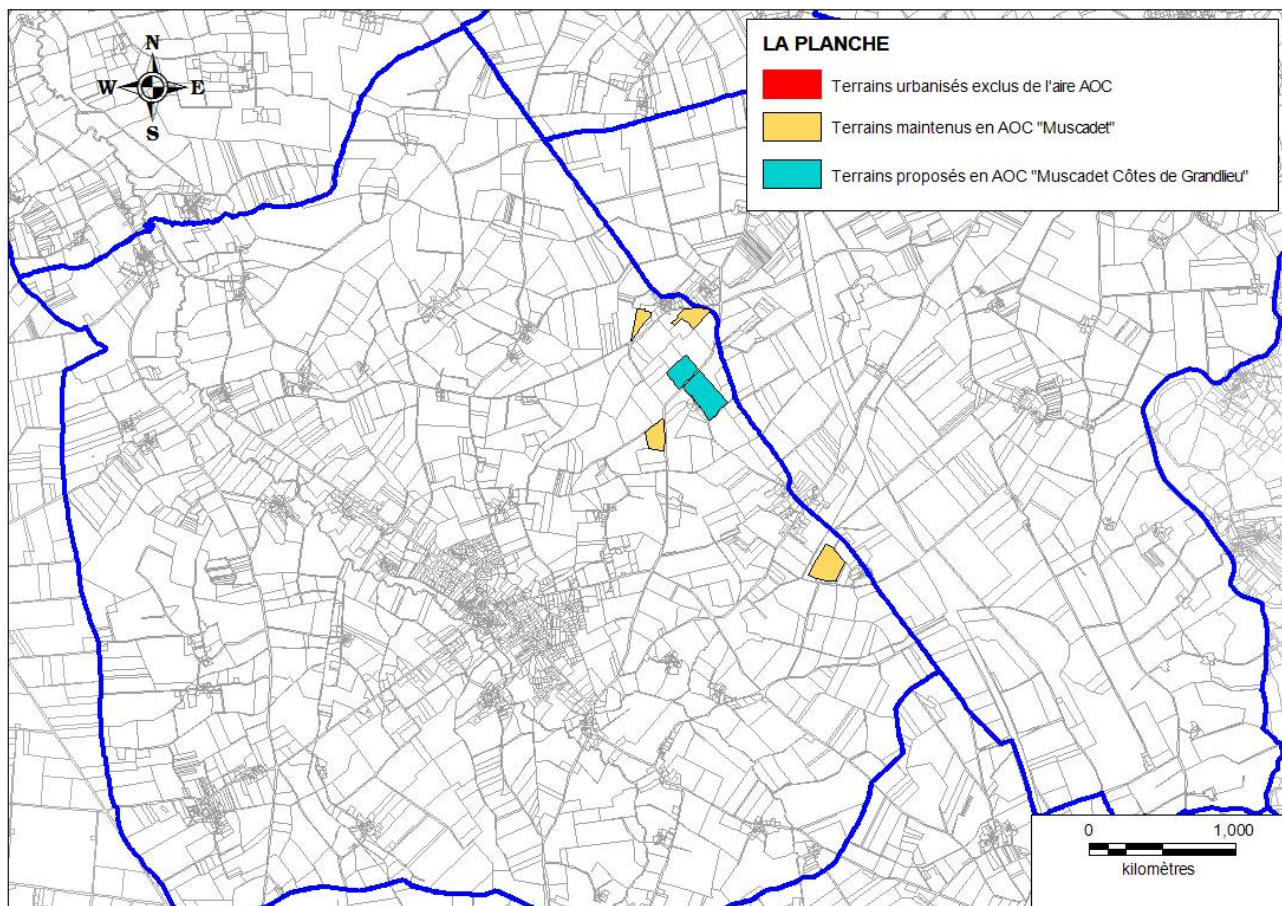 N
W E
S
LA PLANCHE
Terrains urbanisés exclus de l'aire AOC
Terrains maintenus en AOC "Muscadet"
Terrains proposés en AOC "Muscadet Côtes de Grandlieu"
0 1,000
kilomètres